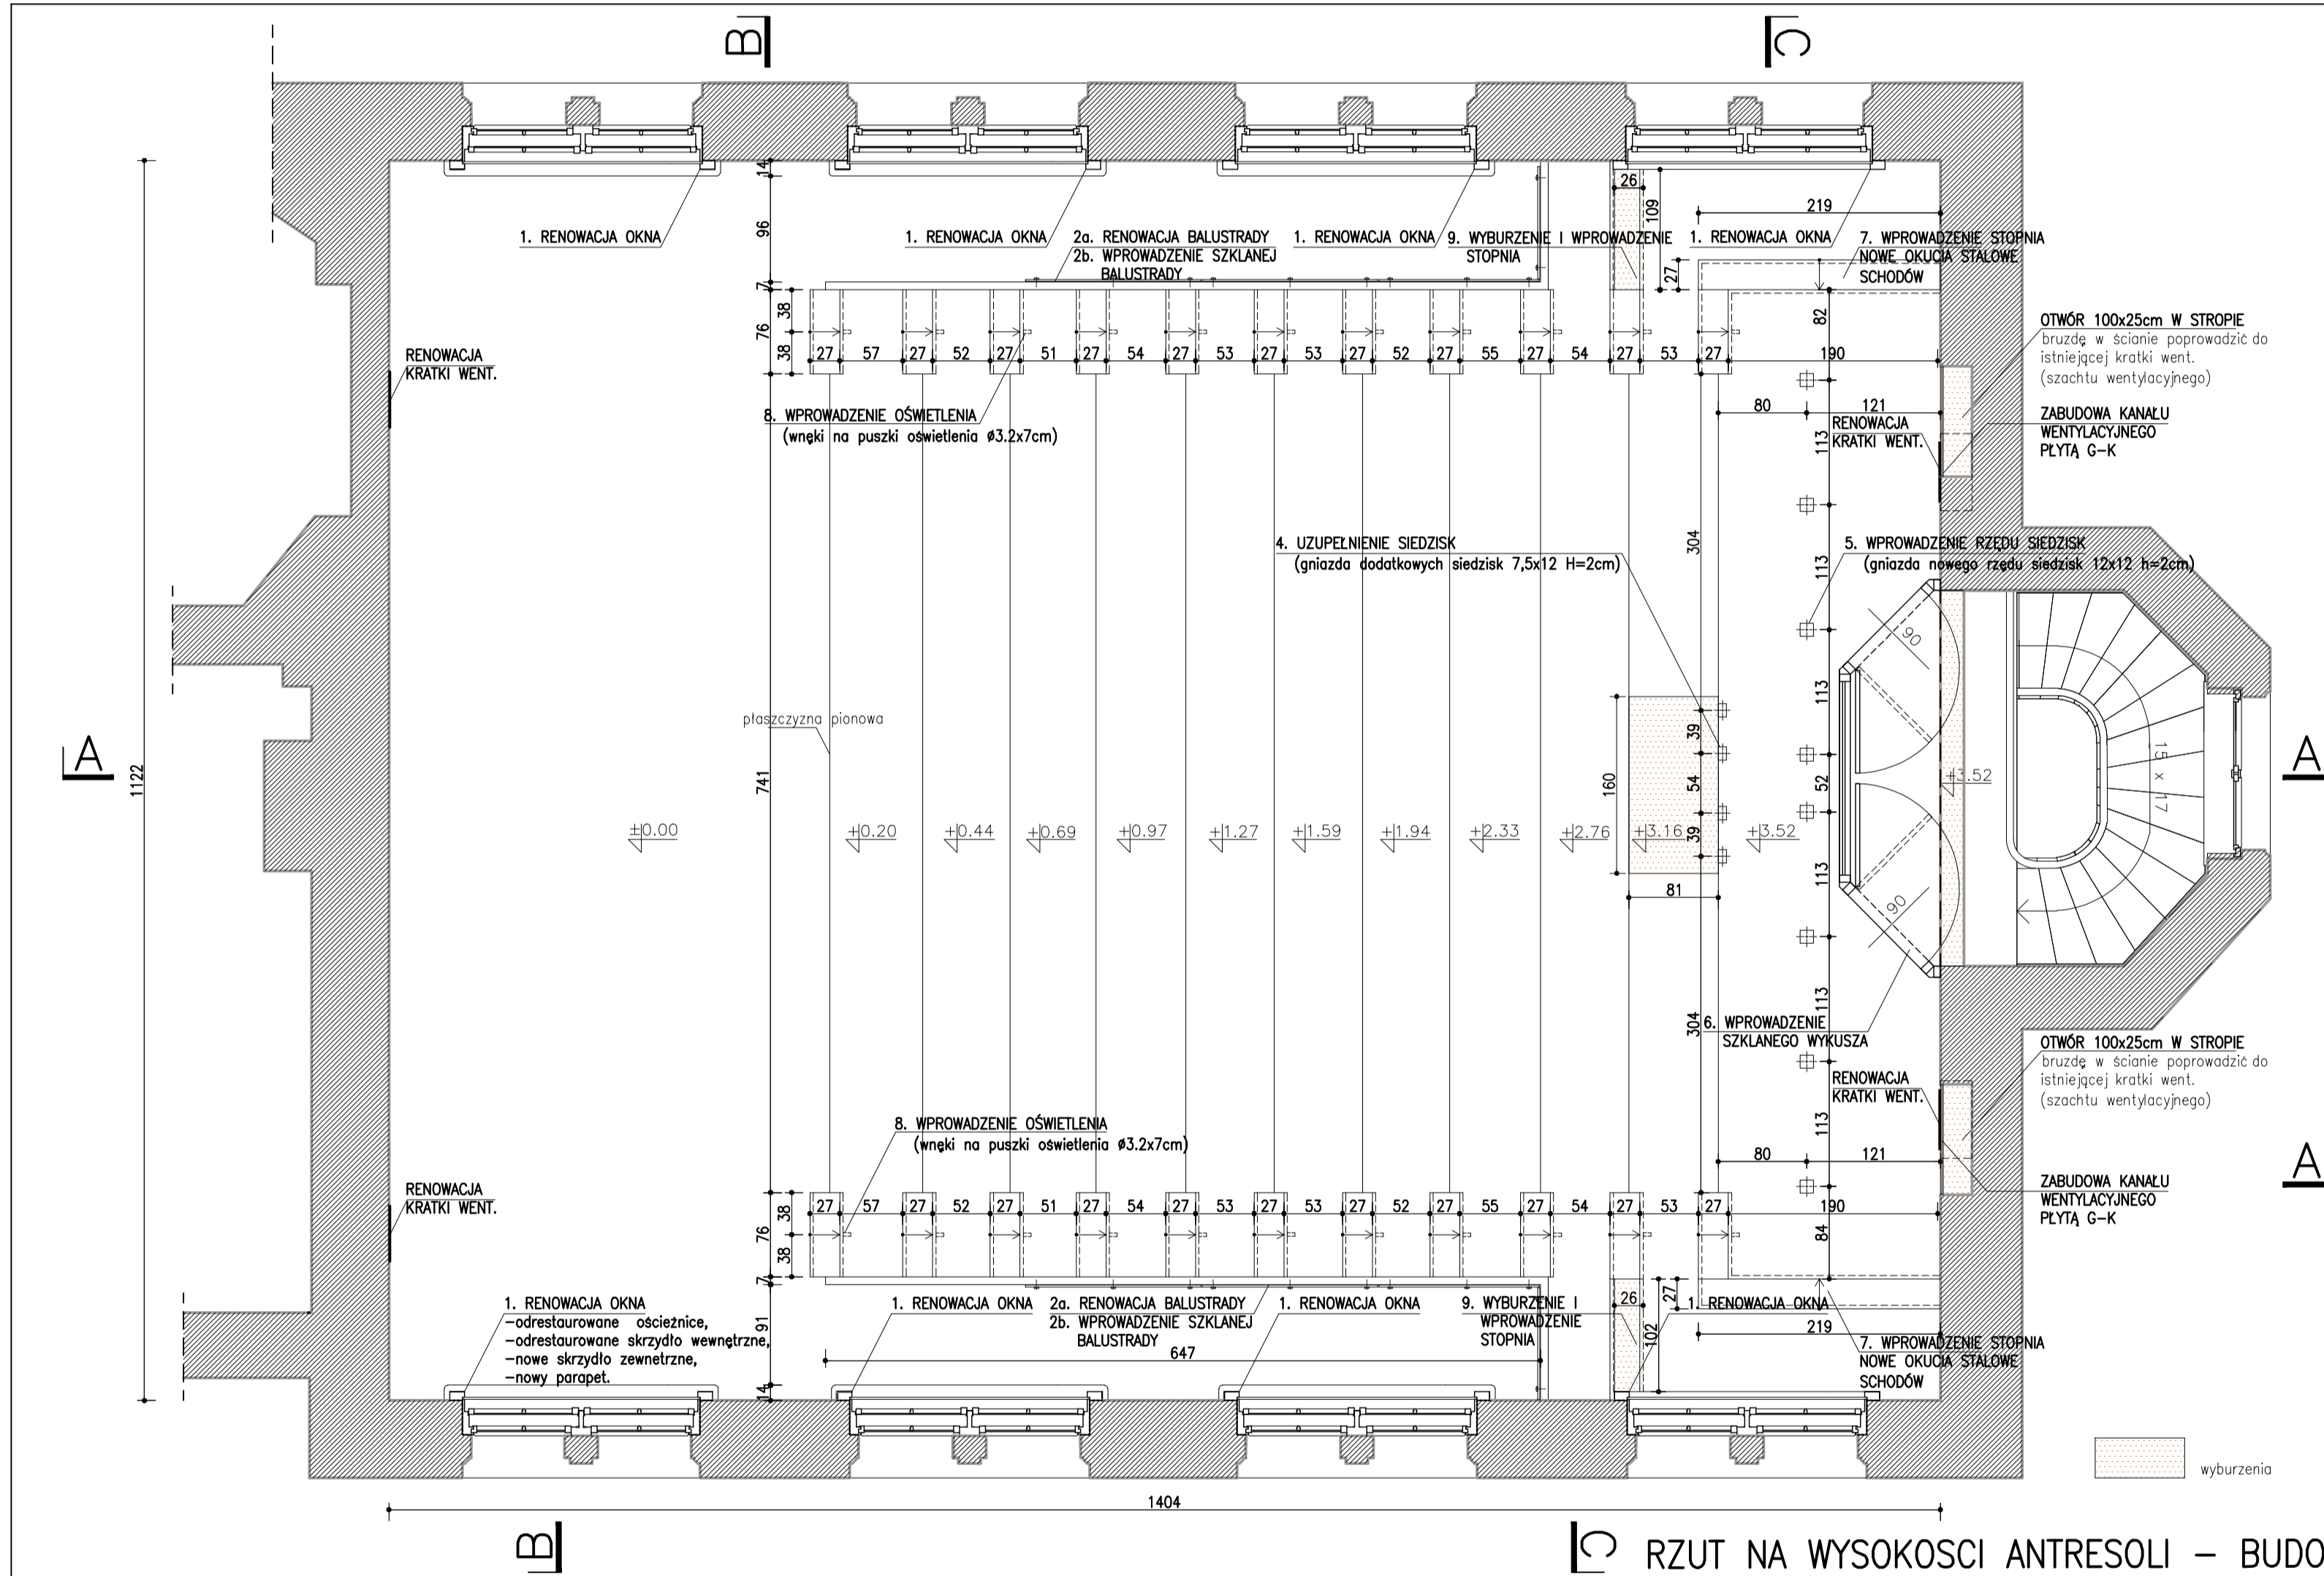 B
C
14
26
109
219
1. RENOWACJA OKNA
1. RENOWACJA OKNA
2a. RENOWACJA BALUSTRADY
2b. WPROWADZENIE SZKLANEJ
BALUSTRADY
1. RENOWACJA OKNA
9. WYBURZENIE I WPROWADZENIE
STOPNIA
1. RENOWACJA OKNA
7. WPROWADZENIE STOPNIA
NOWE OKUCIA STALOWE
SCHODÓW
96
7
27
38
76
38
82
27 57 27 52 27 51 27 54 27 53 27 53 27 52 27 55 27 54 27 53 27 190
RENOWACJA
KRATKI WENT.
OTWÓR 100x25cm W STROPIE
bruzdę w ścianie poprowadzić do
istniejącej kratki went.
(szachtu wentylacyjnego)
8. WPROWADZENIE OŚWIETLENIA
(wnęki na puszki oświetlenia ø3.2x7cm)
80 121
RENOWACJA
KRATKI WENT.
113
ZABUDOWA KANAŁU
WENTYLACYJNEGO
PŁYTĄ G-K
304
4. UZUPEŁNIENIE SIEDZISK
(gniazda dodatkowych siedzisk 7,5x12 H=2cm)
5. WPROWADZENIE RZĘDU SIEDZISK
(gniazda nowego rzędu siedzisk 12x12 h=2cm)
113
90
113
płaszczyzna pionowa
39
A
1122
741
160
54
52
+3.52
15 x 17
A
±0.00 +0.20 +0.44 +0.69 +0.97 +1.27 +1.59 +1.94 +2.33 +2.76 +3.16 +3.52
39
113
81
90
113
304
6. WPROWADZENIE
SZKLANEGO WYKUSZA
OTWÓR 100x25cm W STROPIE
bruzdę w ścianie poprowadzić do
istniejącej kratki went.
(szachtu wentylacyjnego)
RENOWACJA
KRATKI WENT.
8. WPROWADZENIE OŚWIETLENIA
(wnęki na puszki oświetlenia ø3.2x7cm)
113
80 121
A
RENOWACJA
KRATKI WENT.
ZABUDOWA KANAŁU
WENTYLACYJNEGO
PŁYTĄ G-K
38
76
38
27 57 27 52 27 51 27 54 27 53 27 53 27 52 27 55 27 54 27 53 27 190
84
7
1. RENOWACJA OKNA
-odrestaurowane ościeżnice,
-odrestaurowane skrzydło wewnętrzne,
-nowe skrzydło zewnetrzne,
-nowy parapet.
91
1. RENOWACJA OKNA
2a. RENOWACJA BALUSTRADY
2b. WPROWADZENIE SZKLANEJ
BALUSTRADY
1. RENOWACJA OKNA
9. WYBURZENIE I
WPROWADZENIE
STOPNIA
26
27
102
1. RENOWACJA OKNA
219
7. WPROWADZENIE STOPNIA
NOWE OKUCIA STALOWE
SCHODÓW
647
14
wyburzenia
1404
B
C
RZUT NA WYSOKOSCI ANTRESOLI – BUDO